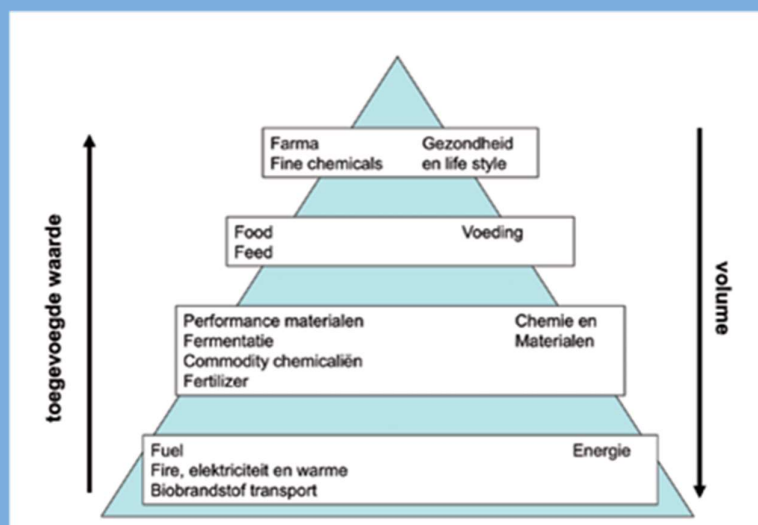 Farma Gezondheid
Fine chemicals en life style
Food Voeding
Feed
Performance materialen Chemie en
Fermentatie Materialen
Commodity chemicaliën
Fertilizer
Fuel Energie
Fire, elektriciteit en warme
Biobrandstof transport
toegevoegde waarde
volume